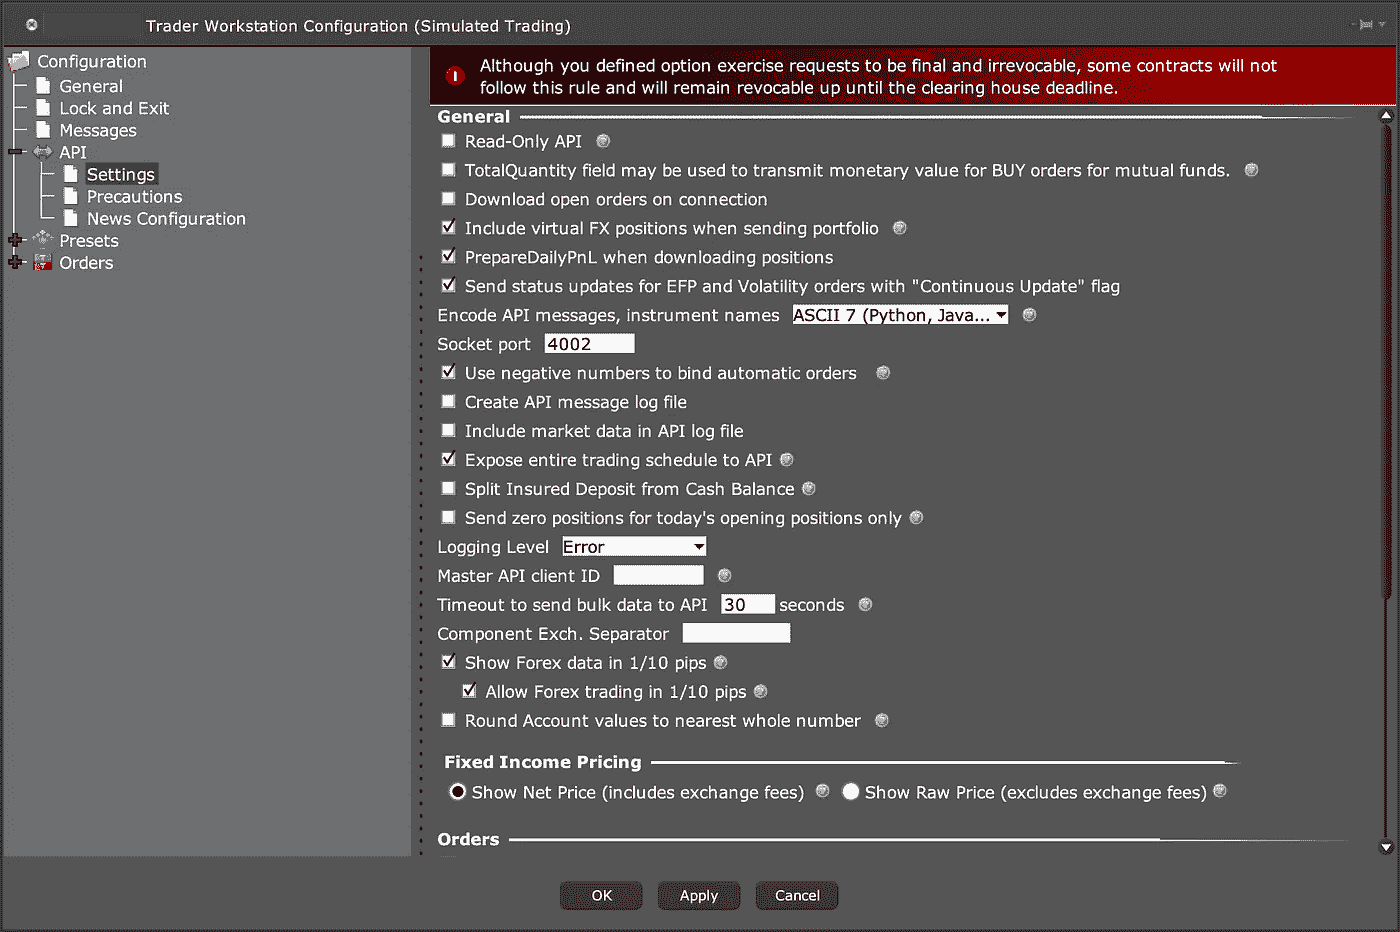 Trader Workstation Configuration (Simulated Trading)
Configuration
General
Lock and Exit
Messages
API
Settings
Precautions
News Configuration
Presets
Orders
Although you defined option exercise requests to be final and irrevocable, some contracts will not
follow this rule and will remain revocable up until the clearing house deadline.
General
Read-Only API
TotalQuantity field may be used to transmit monetary value for BUY orders for mutual funds.
Download open orders on connection
Include virtual FX positions when sending portfolio
PrepareDailyPnL when downloading positions
Send status updates for EFP and Volatility orders with "Continuous Update" flag
Encode API messages, instrument names ASCII 7 (Python, Java...
Socket port 4002
Use negative numbers to bind automatic orders
Create API message log file
Include market data in API log file
Expose entire trading schedule to API
Split Insured Deposit from Cash Balance
Send zero positions for today's opening positions only
Logging Level Error
Master API client ID
Timeout to send bulk data to API 30 seconds
Component Exch. Separator
Show Forex data in 1/10 pips
Allow Forex trading in 1/10 pips
Round Account values to nearest whole number
Fixed Income Pricing
Show Net Price (includes exchange fees) Show Raw Price (excludes exchange fees)
Orders
OK Apply Cancel